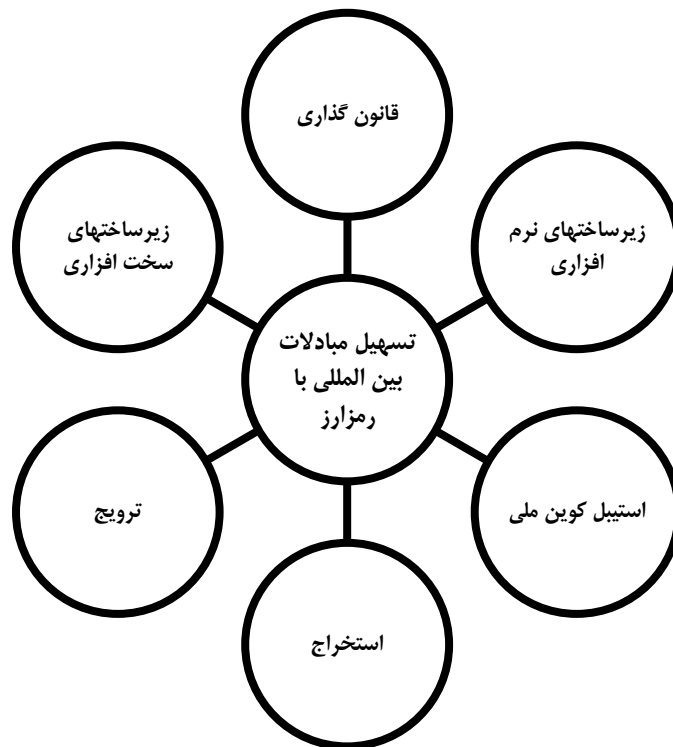 قانون گذاری
زیرساختهای نرم
افزاری
زیرساختهای
سخت افزاری
تسهیل مبادلات
بین المللی با
رمزارز
استیبل کوین ملی
ترویج
استخراج